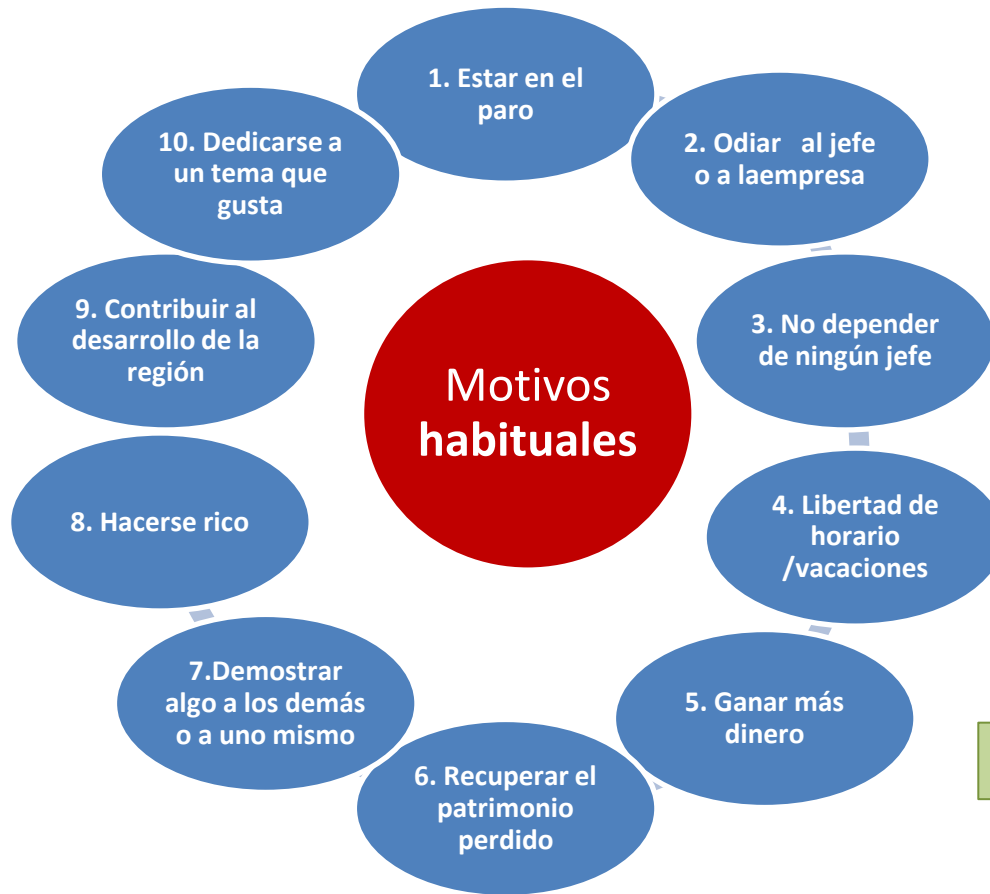 1. Estar en el
paro
2. Odiar al jefe
o a laempresa
3. No depender
de ningún jefe
4. Libertad de
horario
/vacaciones
5. Ganar más
dinero
6. Recuperar el
patrimonio
perdido
7.Demostrar
algo a los demás
o a uno mismo
8. Hacerse rico
9. Contribuir al
desarrollo de la
región
10. Dedicarse a
un tema que
gusta
Motivos
habituales